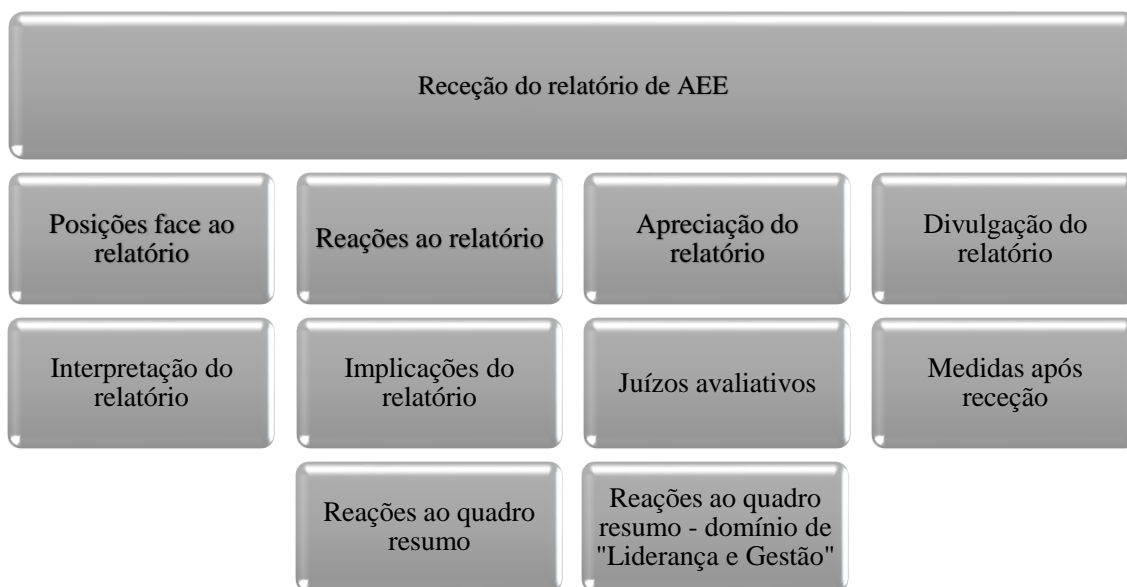 Receção do relatório de AEE
Posições face ao
relatório
Reações ao relatório
Apreciação do
relatório
Divulgação do
relatório
Interpretação do
relatório
Implicações do
relatório
Juízos avaliativos
Medidas após
receção
Reações ao quadro
resumo
Reações ao quadro
resumo - domínio de
"Liderança e Gestão"